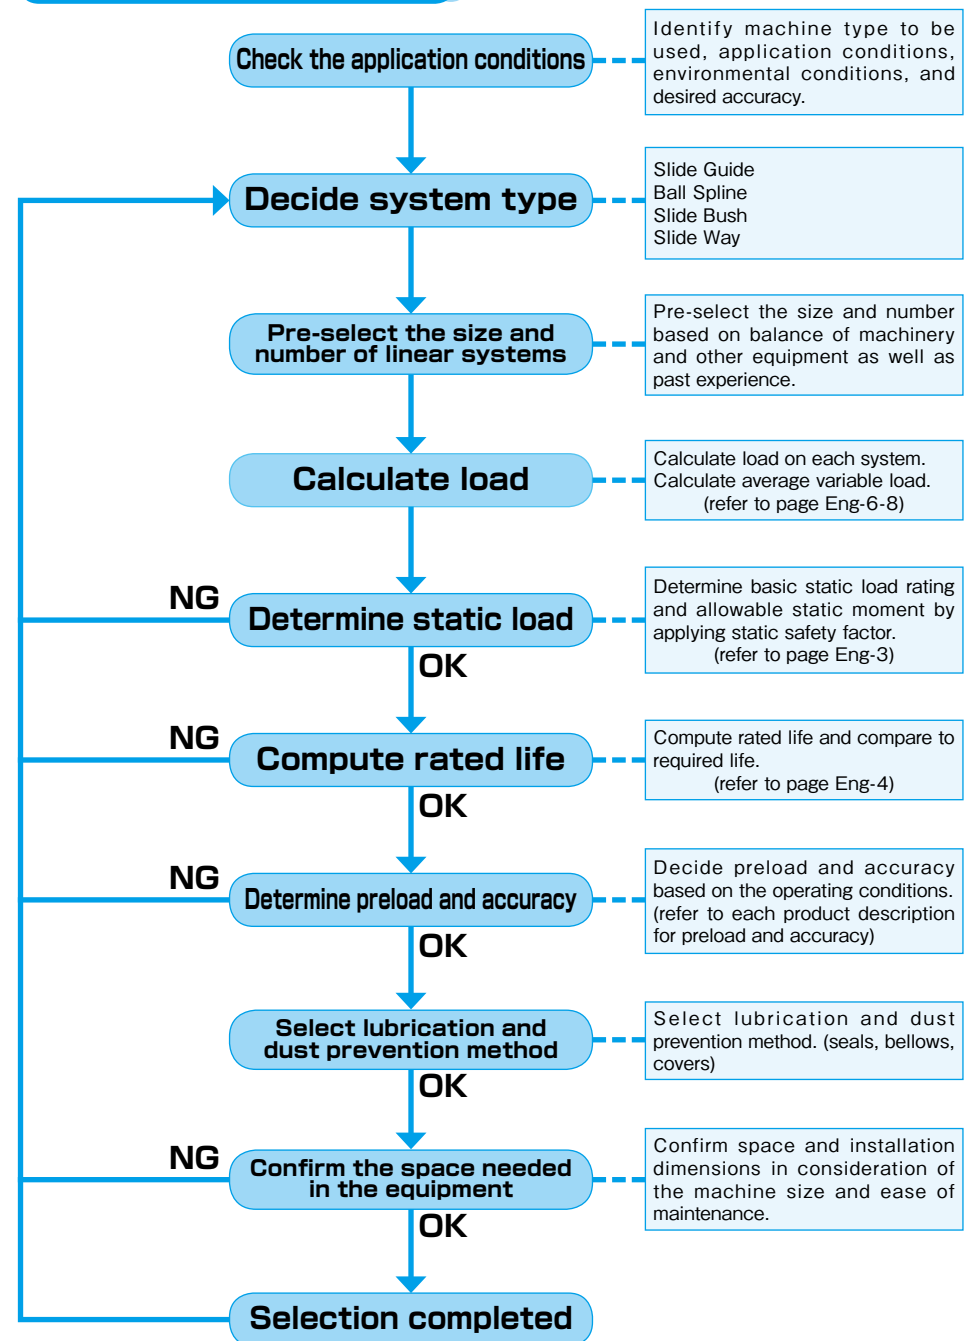 Check the application conditions
Identify machine type to be
used, application conditions,
environmental conditions, and
desired accuracy.
Decide system type
Slide Guide
Ball Spline
Slide Bush
Slide Way
Pre-select the size and
number of linear systems
Pre-select the size and number
based on balance of machinery
and other equipment as well as
past experience.
Calculate load
Calculate load on each system.
Calculate average variable load.
(refer to page Eng-6-8)
NG
Determine static load
OK
Determine basic static load rating
and allowable static moment by
applying static safety factor.
(refer to page Eng-3)
NG
Compute rated life
OK
Compute rated life and compare to
required life.
(refer to page Eng-4)
NG
Determine preload and accuracy
OK
Decide preload and accuracy
based on the operating conditions.
(refer to each product description
for preload and accuracy)
Select lubrication and
dust prevention method
OK
Select lubrication and dust
prevention method. (seals, bellows,
covers)
NG
Confirm the space needed
in the equipment
OK
Confirm space and installation
dimensions in consideration of
the machine size and ease of
maintenance.
Selection completed